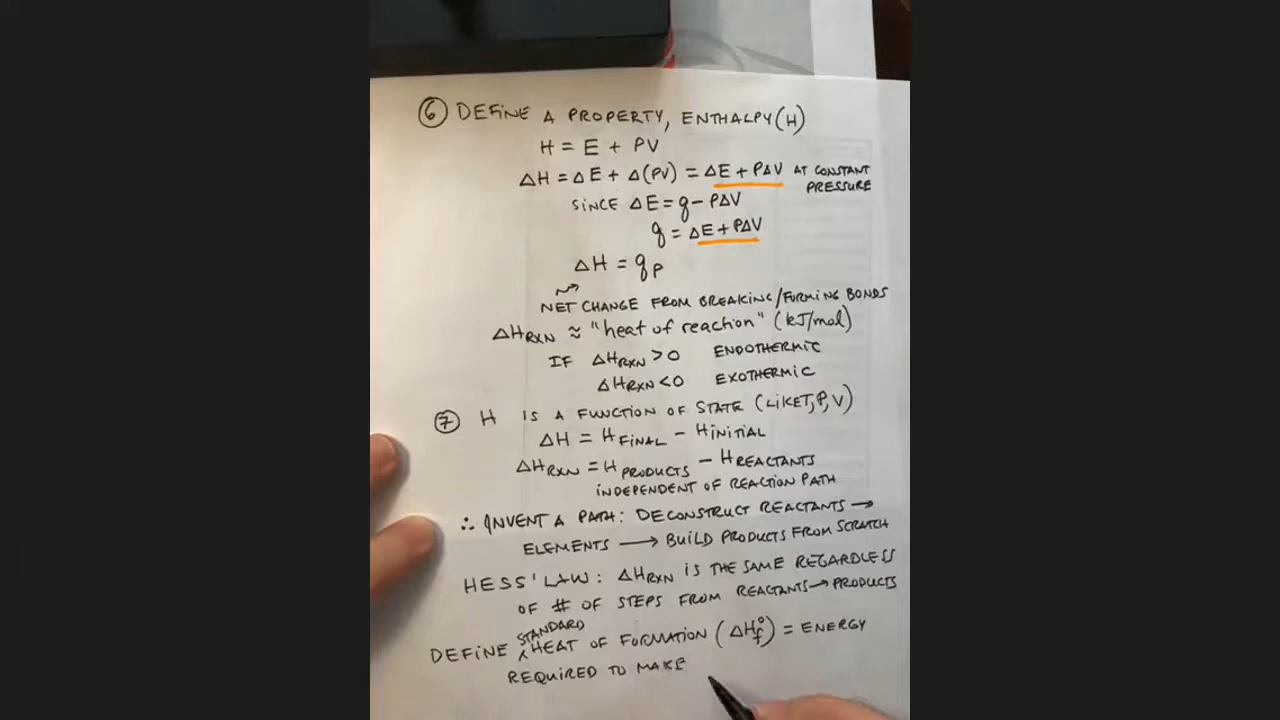 ⑥ DEFINE A PROPERTY, ENTHALPY (H)
H = E + PV
ΔH = ΔE + Δ(PV) = ΔE + PΔV AT CONSTANT PRESSURE
SINCE ΔE = q - PΔV
q = ΔE + PΔV
ΔH = qP
NET CHANGE FROM BREAKING/FORMING BONDS
ΔHRXN ≈ "heat of reaction" (kJ/mol)
IF ΔHRXN > 0 ENDOTHERMIC
ΔHRXN < 0 EXOTHERMIC
⑦ H IS A FUNCTION OF STATE (LIKE T, P, V)
ΔH = HFINAL - HINITIAL
ΔHRXN = HPRODUCTS - HREACTANTS
INDEPENDENT OF REACTION PATH
∴ INVENT A PATH: DECONSTRUCT REACTANTS →
ELEMENTS → BUILD PRODUCTS FROM SCRATCH
HESS' LAW: ΔHRXN IS THE SAME REGARDLESS
OF # OF STEPS FROM REACTANTS → PRODUCTS
DEFINE STANDARD HEAT OF FORMATION (ΔH°f) = ENERGY
REQUIRED TO MAKE